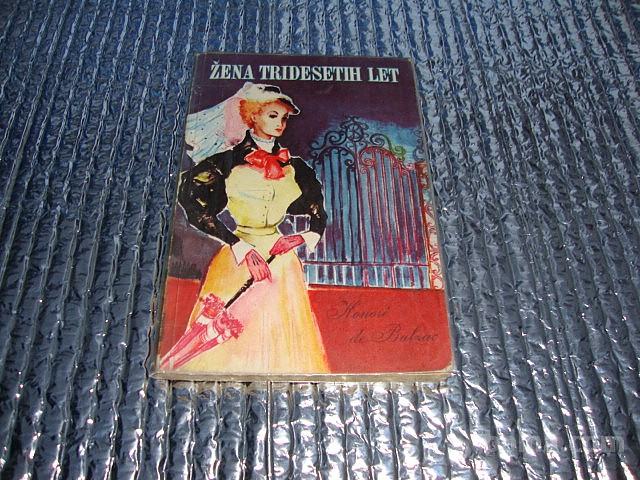 ŽENA TRIDESETIH LET
Honoré
de Balzac